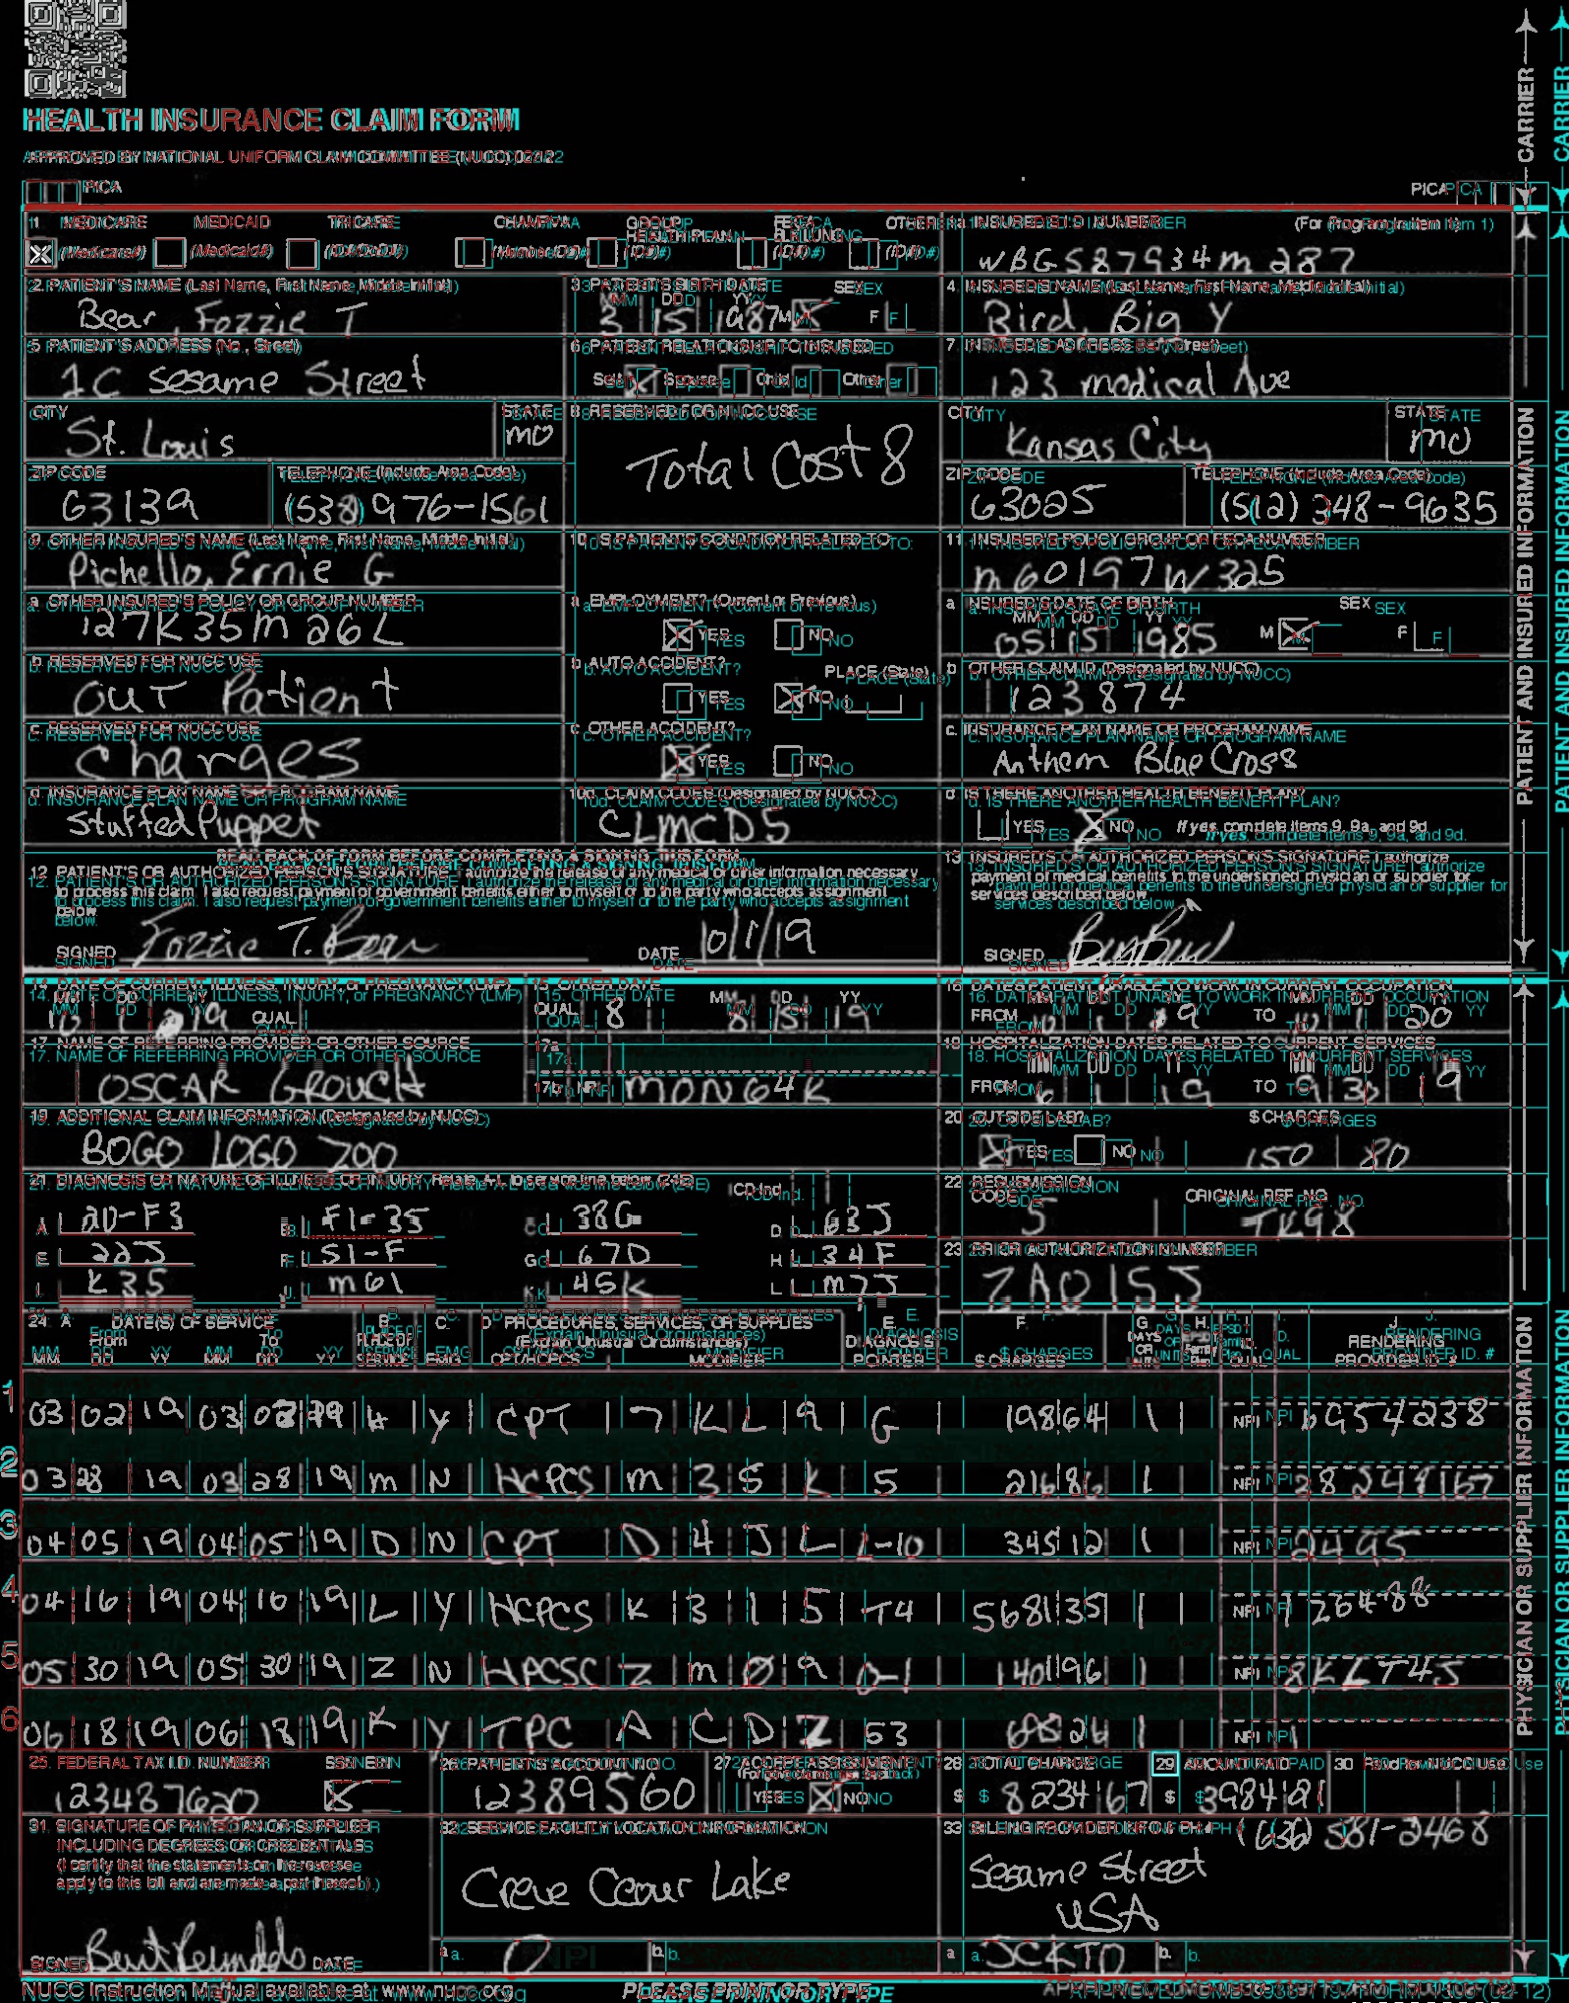 HEALTH INSURANCE CLAIM FORM
APPROVED BY NATIONAL UNIFORM CLAIM COMMITTEE (NUCC) 02/12
PICA PICA
CARRIER
1. MEDICARE MEDICAID TRICARE CHAMPVA GROUP HEALTH PLAN FECA BLK LUNG OTHER
(Medicare#) (Medicaid#) (ID#/DoD#) (Member ID#) (ID#) (ID#) (ID#)
1a. INSURED'S I.D. NUMBER (For Program in Item 1)
WBG587934M287
2. PATIENT'S NAME (Last Name, First Name, Middle Initial)
Bear, Fozzie T
3. PATIENT'S BIRTH DATE SEX
MM DD YY M F
3 15 1987
4. INSURED'S NAME (Last Name, First Name, Middle Initial)
Bird, Big Y
5. PATIENT'S ADDRESS (No., Street)
1C Sesame Street
6. PATIENT RELATIONSHIP TO INSURED
Self Spouse Child Other
7. INSURED'S ADDRESS (No., Street)
123 medical Ave
CITY STATE
St. Louis MO
8. RESERVED FOR NUCC USE
Total Cost 8
CITY STATE
Kansas City MO
ZIP CODE TELEPHONE (Include Area Code)
63139 (538) 976-1561
ZIP CODE TELEPHONE (Include Area Code)
63025 (512) 348-9635
9. OTHER INSURED'S NAME (Last Name, First Name, Middle Initial)
Pichello, Ernie G
10. IS PATIENT'S CONDITION RELATED TO:
11. INSURED'S POLICY GROUP OR FECA NUMBER
M60197W325
a. OTHER INSURED'S POLICY OR GROUP NUMBER
127K35M26L
a. EMPLOYMENT? (Current or Previous)
YES NO
a. INSURED'S DATE OF BIRTH SEX
MM DD YY M F
05 15 1985
b. RESERVED FOR NUCC USE
OUT Patient
b. AUTO ACCIDENT? PLACE (State)
YES NO
b. OTHER CLAIM ID (Designated by NUCC)
123874
c. RESERVED FOR NUCC USE
Charges
c. OTHER ACCIDENT?
YES NO
c. INSURANCE PLAN NAME OR PROGRAM NAME
Anthem Blue Cross
d. INSURANCE PLAN NAME OR PROGRAM NAME
Stuffed Puppet
10d. CLAIM CODES (Designated by NUCC)
CLMCD5
d. IS THERE ANOTHER HEALTH BENEFIT PLAN?
YES NO If yes, complete items 9, 9a, and 9d.
READ BACK OF FORM BEFORE COMPLETING & SIGNING THIS FORM.
12. PATIENT'S OR AUTHORIZED PERSON'S SIGNATURE I authorize the release of any medical or other information necessary
to process this claim. I also request payment of government benefits either to myself or to the party who accepts assignment
below.
SIGNED Fozzie T. Bear DATE 10/1/19
13. INSURED'S OR AUTHORIZED PERSON'S SIGNATURE I authorize
payment of medical benefits to the undersigned physician or supplier for
services described below.
SIGNED
PATIENT AND INSURED INFORMATION
14. DATE OF CURRENT ILLNESS, INJURY, or PREGNANCY (LMP)
MM DD YY QUAL.
10 1 19
15. OTHER DATE
QUAL. MM DD YY
8 8 5 19
16. DATES PATIENT UNABLE TO WORK IN CURRENT OCCUPATION
MM DD YY MM DD YY
FROM 10 1 19 TO 1 20
17. NAME OF REFERRING PROVIDER OR OTHER SOURCE
OSCAR GROUCH
17a.
17b. NPI MON64K
18. HOSPITALIZATION DATES RELATED TO CURRENT SERVICES
MM DD YY MM DD YY
FROM 6 1 19 TO 9 30 19
19. ADDITIONAL CLAIM INFORMATION (Designated by NUCC)
BOGO LOGO ZOO
20. OUTSIDE LAB? $ CHARGES
YES NO 150 80
21. DIAGNOSIS OR NATURE OF ILLNESS OR INJURY Relate A-L to service line below (24E) ICD Ind.
A. 2D-F3 B. F1-35 C. 38G D. 63J
E. 22J F. S1-F G. 67D H. 34F
I. K35 J. M61 K. 45K L. M7J
22. RESUBMISSION CODE ORIGINAL REF. NO.
5 TK98
23. PRIOR AUTHORIZATION NUMBER
ZAD15J
24. A. DATE(S) OF SERVICE B. PLACE OF SERVICE C. EMG D. PROCEDURES, SERVICES, OR SUPPLIES E. DIAGNOSIS POINTER F. $ CHARGES G. DAYS OR UNITS H. EPSDT Family Plan I. ID. QUAL. J. RENDERING PROVIDER ID. #
From To (Explain Unusual Circumstances)
MM DD YY MM DD YY CPT/HCPCS MODIFIER
1 03 02 19 03 02 19 Y CPT 7 K L 9 G 198 64 1 NPI 6954238
2 03 28 19 03 28 19 M N HCPCS M 3 5 K 5 216 86 1 NPI 28248167
3 04 05 19 04 05 19 D N CPT D 4 J L 1-10 345 12 1 NPI 2495
4 04 16 19 04 16 19 L Y HCPCS K 3 1 5 T4 5681 35 1 NPI 126488
5 05 30 19 05 30 19 Z N HPCSC Z M 0 9 0-1 140 196 1 NPI 8KLT45
6 06 18 19 06 18 19 K Y TPC A C D Z 53 26 1 NPI
25. FEDERAL TAX I.D. NUMBER SSN EIN
123487620
26. PATIENT'S ACCOUNT NO.
12389560
27. ACCEPT ASSIGNMENT?
(For govt. claims, see back)
YES NO
28. TOTAL CHARGE
$ 8234 67
29. AMOUNT PAID
$ 3984 21
30. Rsvd for NUCC Use
31. SIGNATURE OF PHYSICIAN OR SUPPLIER
INCLUDING DEGREES OR CREDENTIALS
(I certify that the statements on the reverse
apply to this bill and are made a part thereof.)
SIGNED Burt Reynolds DATE
32. SERVICE FACILITY LOCATION INFORMATION
Creve Ceour Lake
a. NPI b.
33. BILLING PROVIDER INFO & PH # (636) 581-2468
Sesame Street
USA
a. JCKTD b.
PHYSICIAN OR SUPPLIER INFORMATION
NUCC Instruction Manual available at: www.nucc.org
PLEASE PRINT OR TYPE